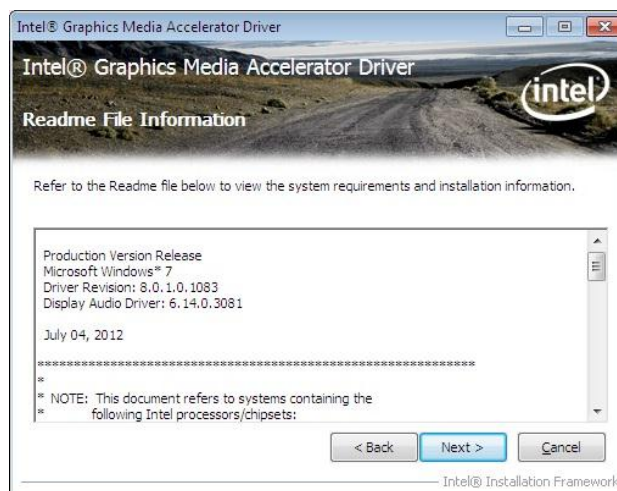 Intel® Graphics Media Accelerator Driver
Intel® Graphics Media Accelerator Driver
intel
Readme File Information
Refer to the Readme file below to view the system requirements and installation information.
Production Version Release
Microsoft Windows* 7
Driver Revision: 8.0.1.0.1083
Display Audio Driver: 6.14.0.3081
July 04, 2012
************************************************************
*
* NOTE: This document refers to systems containing the
* following Intel processors/chipsets:
< Back Next > Cancel
Intel® Installation Framework